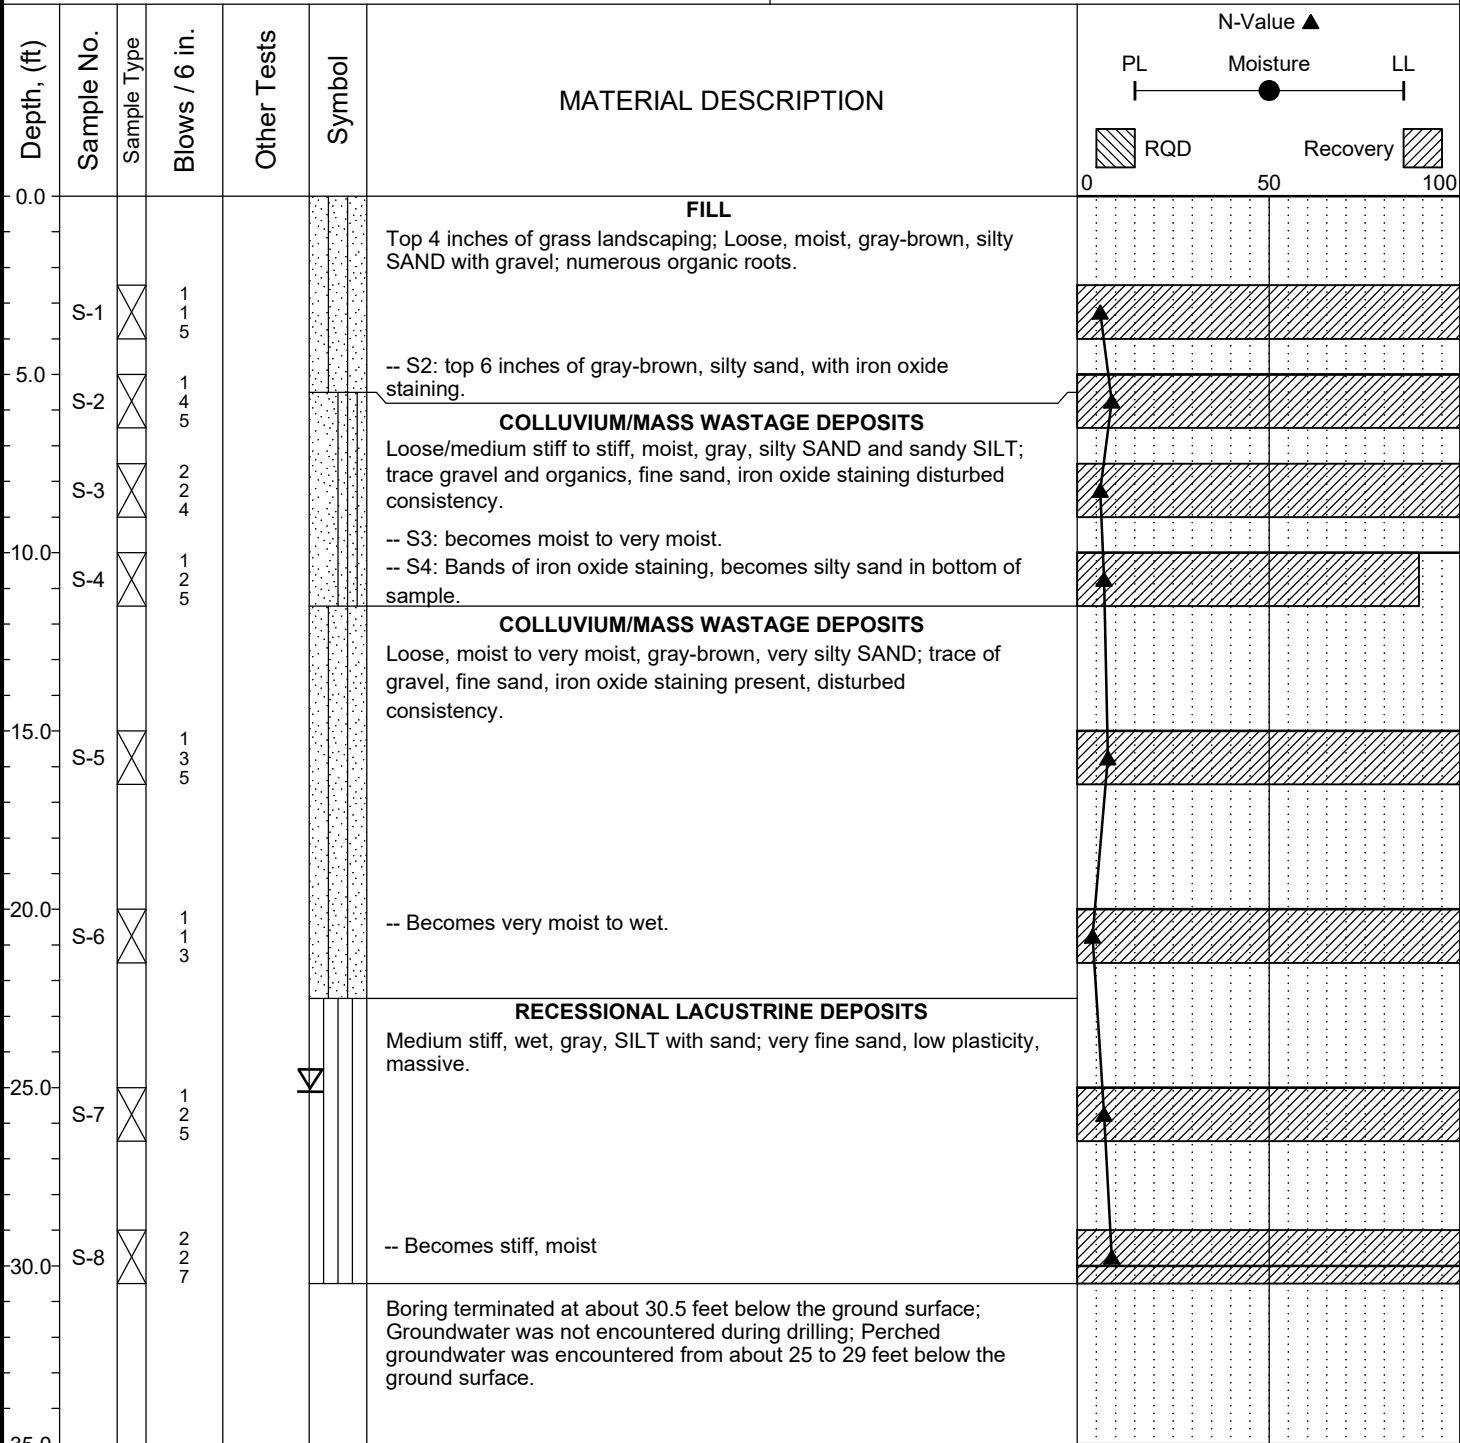 Depth, (ft)
Sample No.
Sample Type
Blows / 6 in.
Other Tests
Symbol
MATERIAL DESCRIPTION
N-Value
PL Moisture LL
RQD Recovery
0 50 100
0.0
FILL
Top 4 inches of grass landscaping; Loose, moist, gray-brown, silty
SAND with gravel; numerous organic roots.
S-1
1
1
5
-- S2: top 6 inches of gray-brown, silty sand, with iron oxide
staining.
5.0
S-2
1
4
5
COLLUVIUM/MASS WASTAGE DEPOSITS
Loose/medium stiff to stiff, moist, gray, silty SAND and sandy SILT;
trace gravel and organics, fine sand, iron oxide staining disturbed
consistency.
S-3
2
2
4
-- S3: becomes moist to very moist.
10.0
-- S4: Bands of iron oxide staining, becomes silty sand in bottom of
sample.
S-4
1
2
5
COLLUVIUM/MASS WASTAGE DEPOSITS
Loose, moist to very moist, gray-brown, very silty SAND; trace of
gravel, fine sand, iron oxide staining present, disturbed
consistency.
15.0
S-5
1
3
5
20.0
-- Becomes very moist to wet.
S-6
1
1
3
RECESSIONAL LACUSTRINE DEPOSITS
Medium stiff, wet, gray, SILT with sand; very fine sand, low plasticity,
massive.
25.0
S-7
1
2
5
-- Becomes stiff, moist
S-8
2
2
7
30.0
Boring terminated at about 30.5 feet below the ground surface;
Groundwater was not encountered during drilling; Perched
groundwater was encountered from about 25 to 29 feet below the
ground surface.
35.0